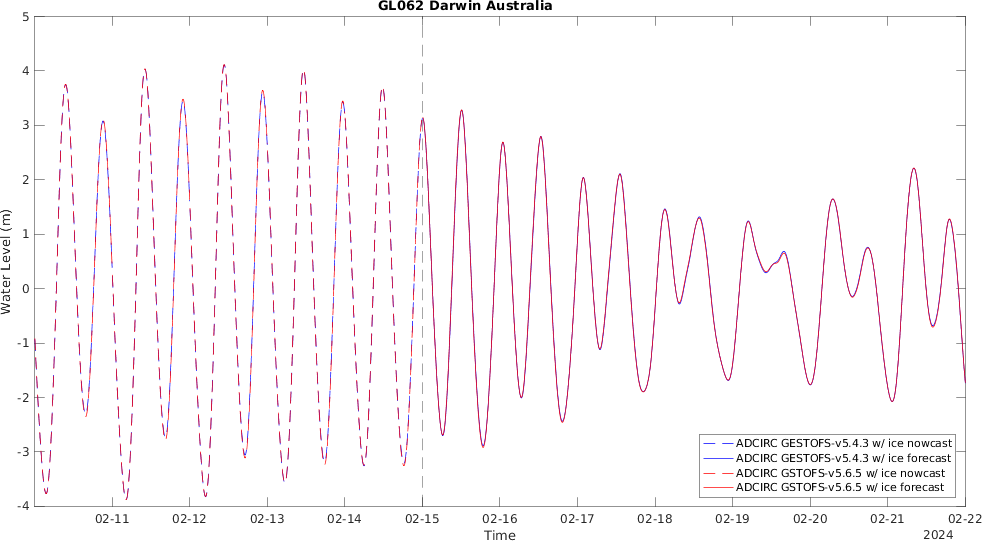 GL062 Darwin Australia
5
4
3
2
1
0
-1
-2
-3
-4
Water Level (m)
ADCIRC GESTOFS-v5.4.3 w/ ice nowcast
ADCIRC GESTOFS-v5.4.3 w/ ice forecast
ADCIRC GSTOFS-v5.6.5 w/ ice nowcast
ADCIRC GSTOFS-v5.6.5 w/ ice forecast
02-11 02-12 02-13 02-14 02-15 02-16 02-17 02-18 02-19 02-20 02-21 02-22
Time 2024